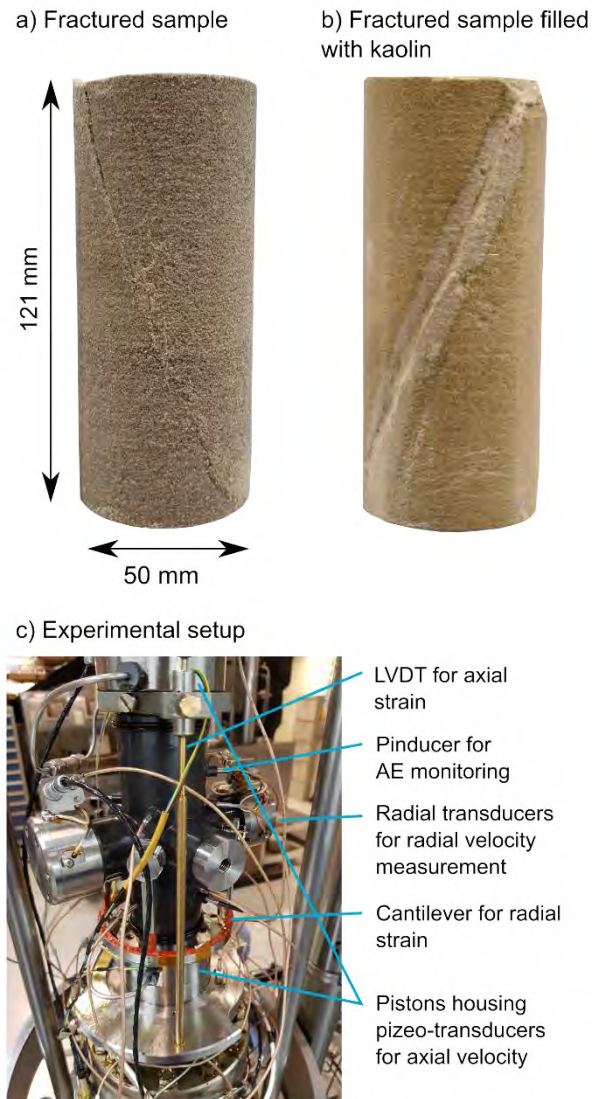 a) Fractured sample
b) Fractured sample filled
with kaolin
121 mm
50 mm
c) Experimental setup
LVDT for axial
strain
Pinducer for
AE monitoring
Radial transducers
for radial velocity
measurement
Cantilever for radial
strain
Pistons housing
pizeo-transducers
for axial velocity